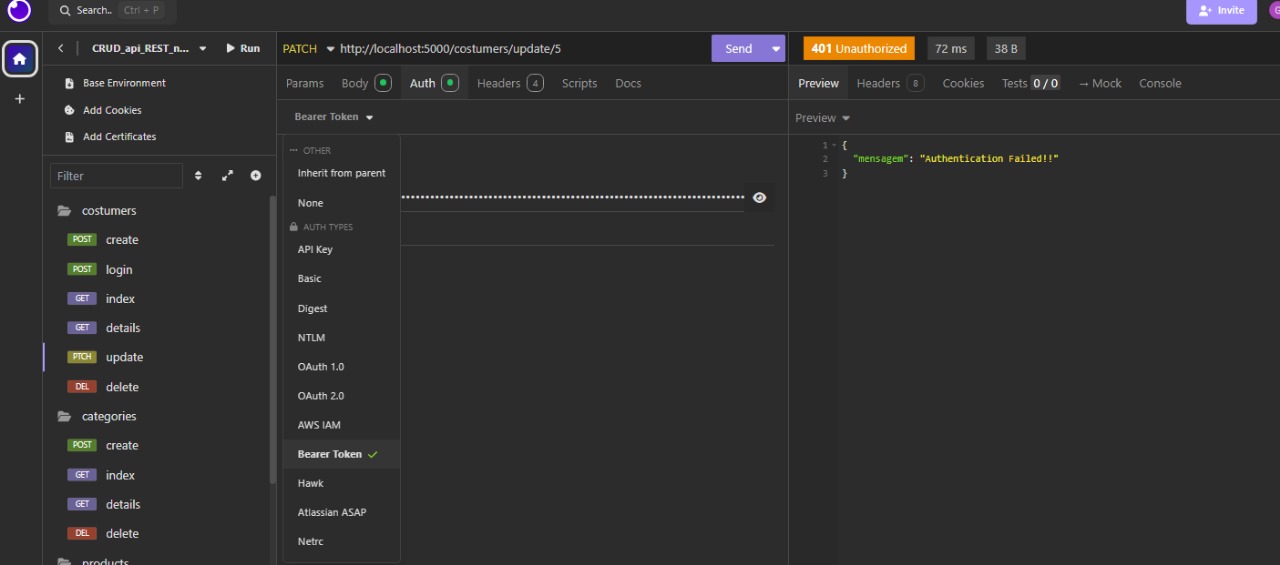 Search.. Ctrl + P
Invite
CRUD_api_REST_n... Run
Base Environment
Add Cookies
Add Certificates
Filter
costumers
POST create
POST login
GET index
GET details
PTCH update
DEL delete
categories
POST create
GET index
GET details
DEL delete
products
PATCH http://localhost:5000/costumers/update/5 Send
Params Body Auth Headers 4 Scripts Docs
Bearer Token
OTHER
Inherit from parent
None
AUTH TYPES
API Key
Basic
Digest
NTLM
OAuth 1.0
OAuth 2.0
AWS IAM
Bearer Token
Hawk
Atlassian ASAP
Netrc
401 Unauthorized 72 ms 38 B
Preview Headers 8 Cookies Tests 0 / 0 → Mock Console
Preview
1 {
2 "mensagem": "Authentication Failed!!"
3 }